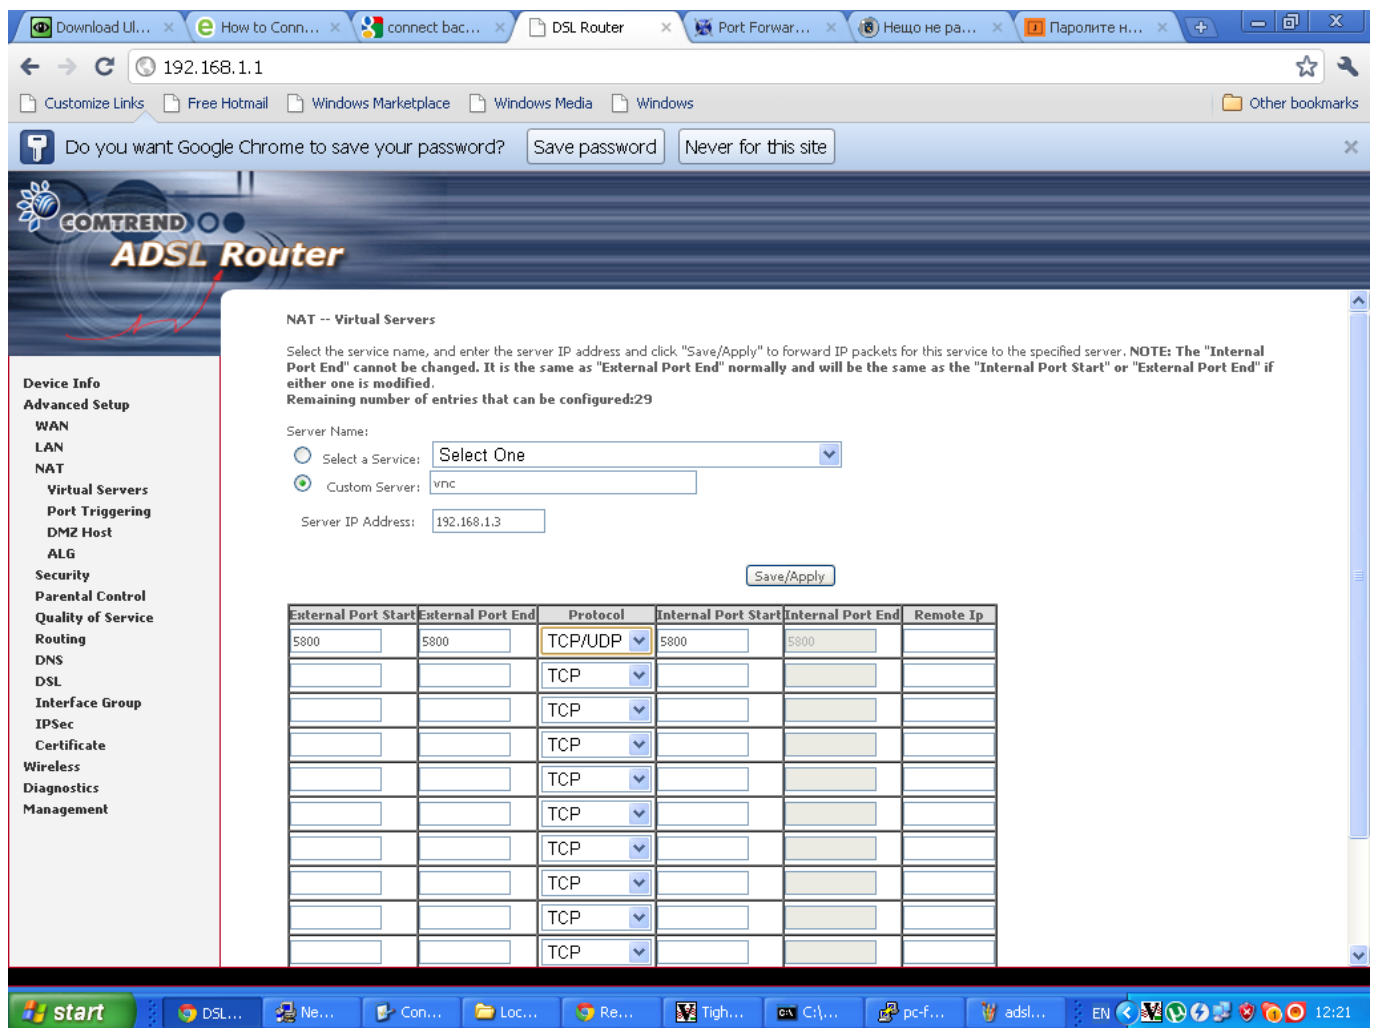 Download Ul... How to Conn... connect bac... DSL Router Port Forwar... Нещо не ра... Паролите н...
192.168.1.1
Customize Links Free Hotmail Windows Marketplace Windows Media Windows Other bookmarks
Do you want Google Chrome to save your password? Save password Never for this site
COMTREND
ADSL Router
NAT -- Virtual Servers
Select the service name, and enter the server IP address and click "Save/Apply" to forward IP packets for this service to the specified server. NOTE: The "Internal
Port End" cannot be changed. It is the same as "External Port End" normally and will be the same as the "Internal Port Start" or "External Port End" if
either one is modified.
Remaining number of entries that can be configured:29
Server Name:
Select a Service: Select One
Custom Server: vnc
Server IP Address: 192.168.1.3
Save/Apply
External Port Start External Port End Protocol Internal Port Start Internal Port End Remote Ip
5800 5800 TCP/UDP 5800 5800
TCP
TCP
TCP
TCP
TCP
TCP
TCP
TCP
TCP
Device Info
Advanced Setup
WAN
LAN
NAT
Virtual Servers
Port Triggering
DMZ Host
ALG
Security
Parental Control
Quality of Service
Routing
DNS
DSL
Interface Group
IPSec
Certificate
Wireless
Diagnostics
Management
start DSL... Ne... Con... Loc... Re... Tigh... C:\... pc-f... adsl... EN 12:21